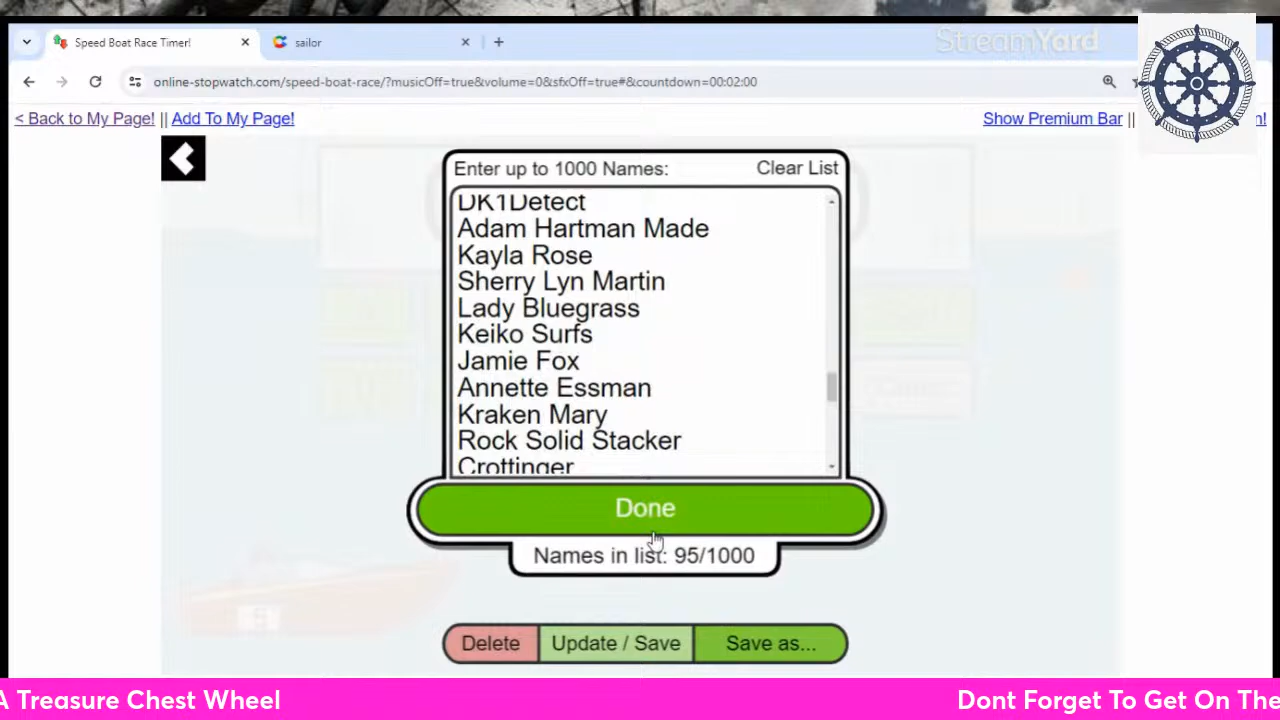 Speed Boat Race Timer!
sailor
StreamYard
online-stopwatch.com/speed-boat-race/?musicOff=true&volume=0&sfxOff=true#&countdown=00:02:00
< Back to My Page! || Add To My Page!
Show Premium Bar ||
Enter up to 1000 Names:
Clear List
DK1Detect
Adam Hartman Made
Kayla Rose
Sherry Lyn Martin
Lady Bluegrass
Keiko Surfs
Jamie Fox
Annette Essman
Kraken Mary
Rock Solid Stacker
Crottinger
Done
Names in list: 95/1000
Delete
Update / Save
Save as...
A Treasure Chest Wheel
Dont Forget To Get On The